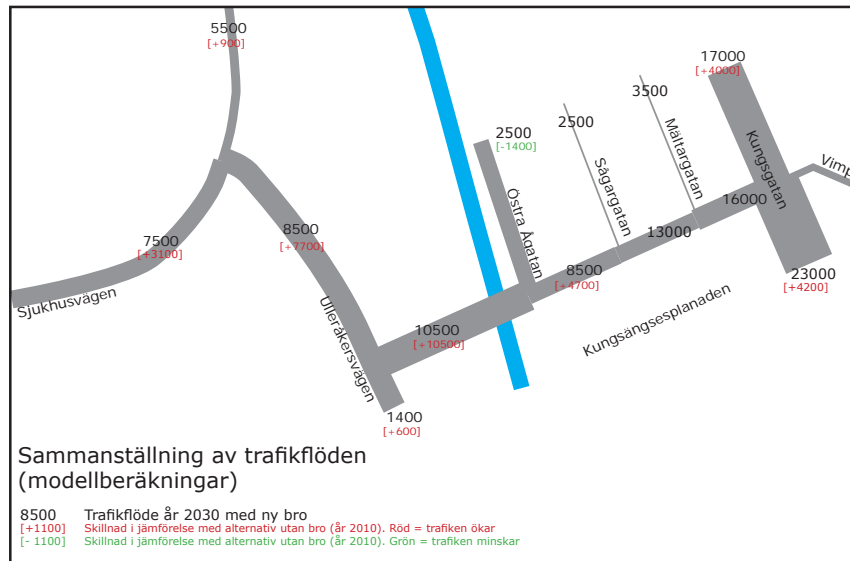 5500
[+900]
17000
[+4000]
2500
[-1400]
2500
3500
Sågargatan
Mältargatan
Kungsgatan
Vimp
Östra Ågatan
16000
13000
8500
[+4700]
23000
[+4200]
Kungsängsesplanaden
7500
[+3100]
8500
[+7700]
Sjukhusvägen
Ulleråkersvägen
10500
[+10500]
1400
[+600]
Sammanställning av trafikflöden
(modellberäkningar)
8500 Trafikflöde år 2030 med ny bro
[+1100] Skillnad i jämförelse med alternativ utan bro (år 2010). Röd = trafiken ökar
[- 1100] Skillnad i jämförelse med alternativ utan bro (år 2010). Grön = trafiken minskar